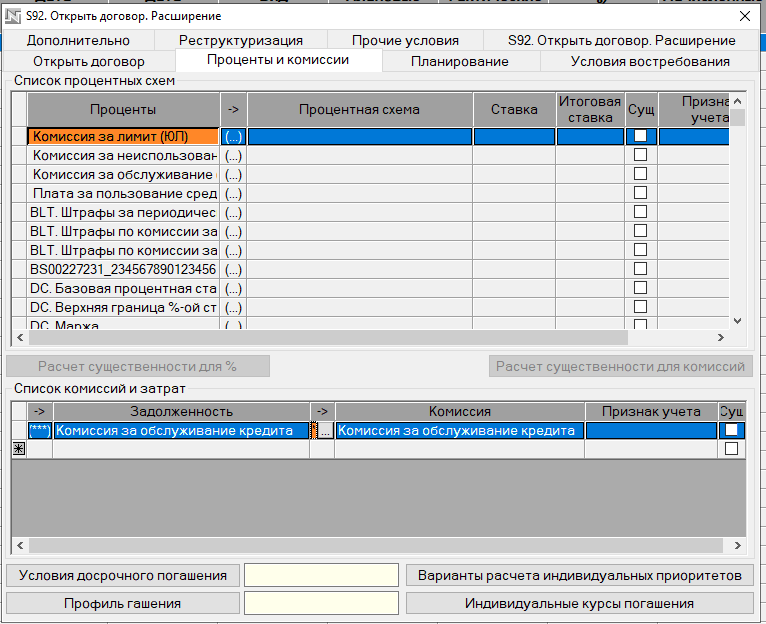 S92. Открыть договор. Расширение
Дополнительно Реструктуризация Прочие условия S92. Открыть договор. Расширение
Открыть договор Проценты и комиссии Планирование Условия востребования
Список процентных схем
Проценты -> Процентная схема Ставка Итоговая ставка Сущ Призна учета
Комиссия за лимит (ЮЛ) (...)
Комиссия за неиспользован (...)
Комиссия за обслуживание (...)
Плата за пользование сред (...)
BLT. Штрафы за периодичес (...)
BLT. Штрафы по комиссии за (...)
BLT. Штрафы по комиссии за (...)
BS00227231_234567890123456 (...)
DC. Базовая процентная ста (...)
DC. Верхняя граница %-ой ст (...)
DC. Маржа (...)
Расчет существенности для % Расчет существенности для комиссий
Список комиссий и затрат
-> Задолженность -> Комиссия Признак учета Сущ
(***) Комиссия за обслуживание кредита ... Комиссия за обслуживание кредита
Условия досрочного погашения Варианты расчета индивидуальных приоритетов
Профиль гашения Индивидуальные курсы погашения